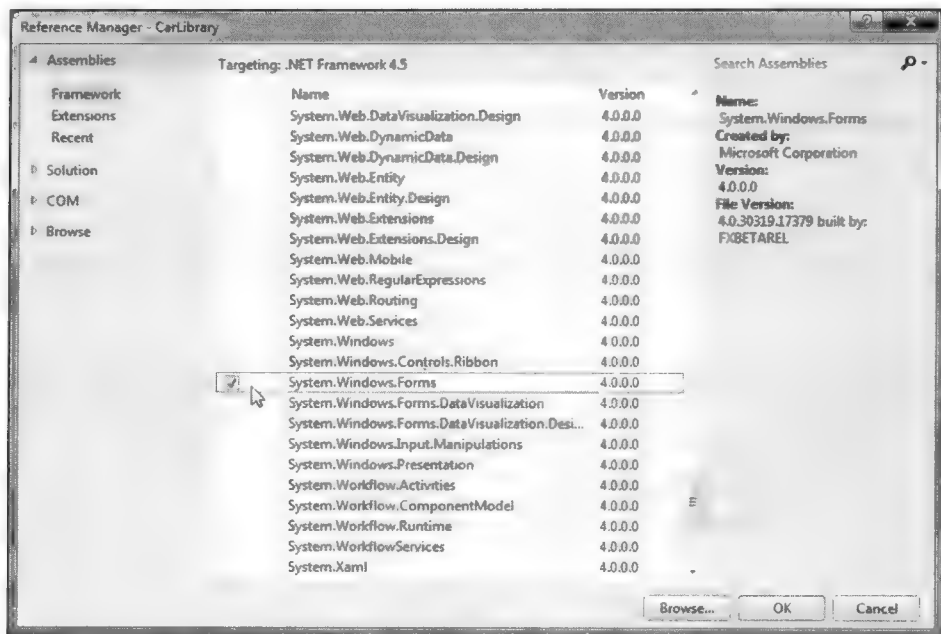 Reference Manager - CarLibrary
Assemblies
Framework
Extensions
Recent
Solution
COM
Browse
Targeting: .NET Framework 4.5
Name Version
System.Web.DataVisualization.Design 4.0.0.0
System.Web.DynamicData 4.0.0.0
System.Web.DynamicData.Design 4.0.0.0
System.Web.Entity 4.0.0.0
System.Web.Entity.Design 4.0.0.0
System.Web.Extensions 4.0.0.0
System.Web.Extensions.Design 4.0.0.0
System.Web.Mobile 4.0.0.0
System.Web.RegularExpressions 4.0.0.0
System.Web.Routing 4.0.0.0
System.Web.Services 4.0.0.0
System.Windows 4.0.0.0
System.Windows.Controls.Ribbon 4.0.0.0
System.Windows.Forms 4.0.0.0
System.Windows.Forms.DataVisualization 4.0.0.0
System.Windows.Forms.DataVisualization.Desi... 4.0.0.0
System.Windows.Input.Manipulations 4.0.0.0
System.Windows.Presentation 4.0.0.0
System.Workflow.Activities 4.0.0.0
System.Workflow.ComponentModel 4.0.0.0
System.Workflow.Runtime 4.0.0.0
System.WorkflowServices 4.0.0.0
System.Xaml 4.0.0.0
Search Assemblies
Name:
System.Windows.Forms
Created by:
Microsoft Corporation
Version:
4.0.0.0
File Version:
4.0.30319.17379 built by:
FXBETAREL
Browse... OK Cancel